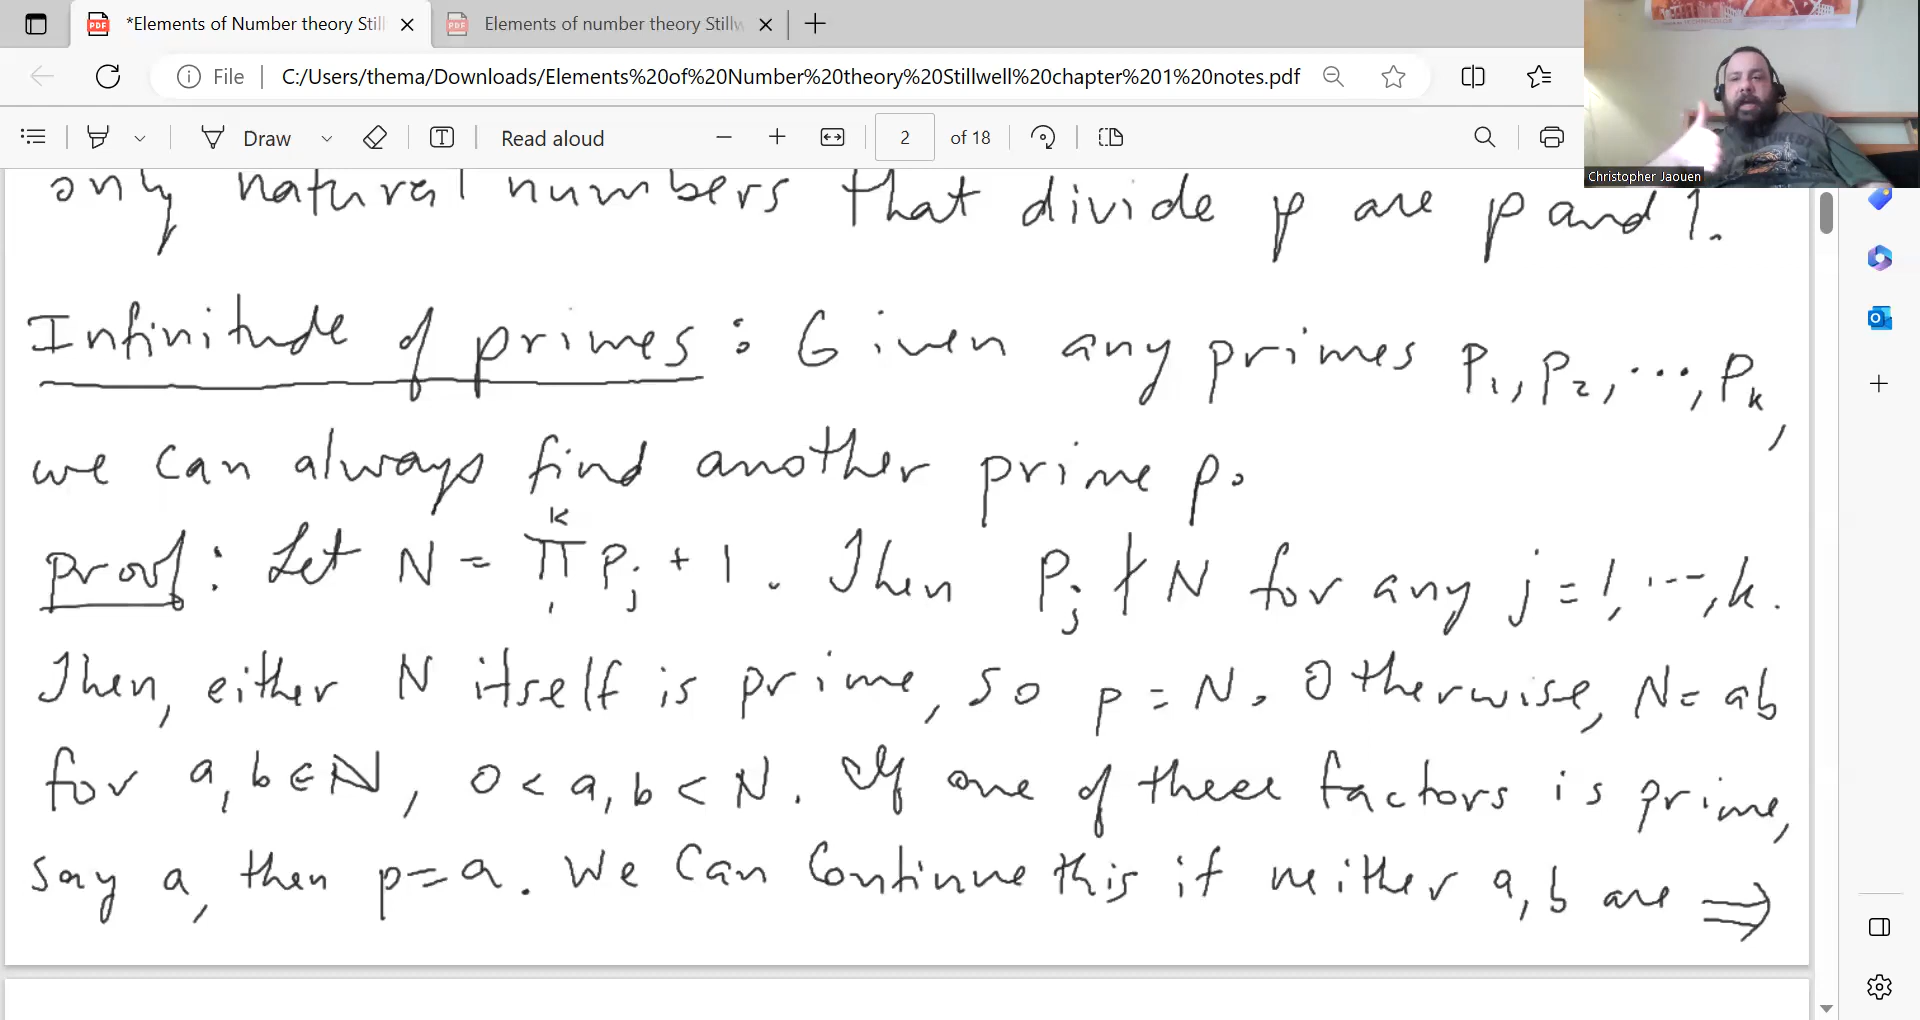 *Elements of Number theory Still
Elements of number theory Stillw
File
C:/Users/thema/Downloads/Elements%20of%20Number%20theory%20Stillwell%20chapter%201%20notes.pdf
Draw
Read aloud
2 of 18
Christopher Jaouen
only natural numbers that divide p are p and 1.
Infinitude of primes: Given any primes p₁, p₂, ..., pₖ,
we can always find another prime p.
Proof: Let N = ∏₁ᵏ pⱼ + 1. Then pⱼ ∤ N for any j = 1, ..., k.
Then, either N itself is prime, so p = N. Otherwise, N = ab
for a, b ∈ ℕ, 0 < a, b < N. If one of these factors is prime,
say a, then p = a. We can continue this if neither a, b are ⇒